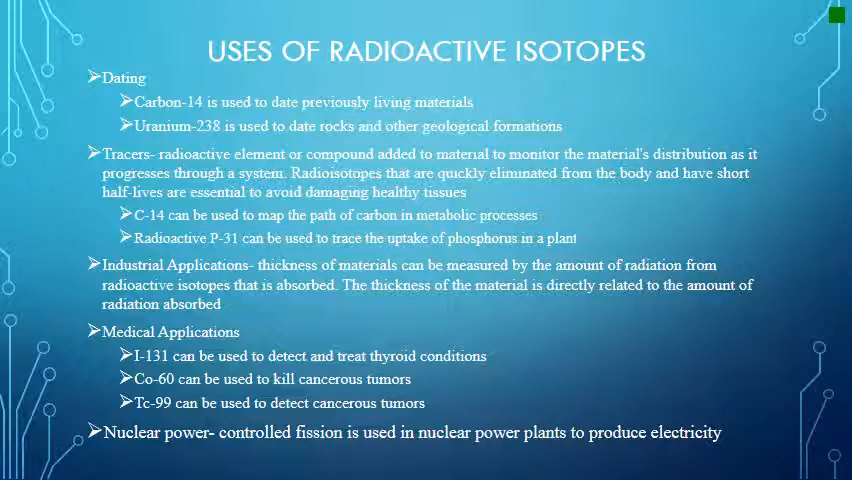 USES OF RADIOACTIVE ISOTOPES
Dating
Carbon-14 is used to date previously living materials
Uranium-238 is used to date rocks and other geological formations
Tracers- radioactive element or compound added to material to monitor the material's distribution as it
progresses through a system. Radioisotopes that are quickly eliminated from the body and have short
half-lives are essential to avoid damaging healthy tissues
C-14 can be used to map the path of carbon in metabolic processes
Radioactive P-31 can be used to trace the uptake of phosphorus in a plant
Industrial Applications- thickness of materials can be measured by the amount of radiation from
radioactive isotopes that is absorbed. The thickness of the material is directly related to the amount of
radiation absorbed
Medical Applications
I-131 can be used to detect and treat thyroid conditions
Co-60 can be used to kill cancerous tumors
Tc-99 can be used to detect cancerous tumors
Nuclear power- controlled fission is used in nuclear power plants to produce electricity